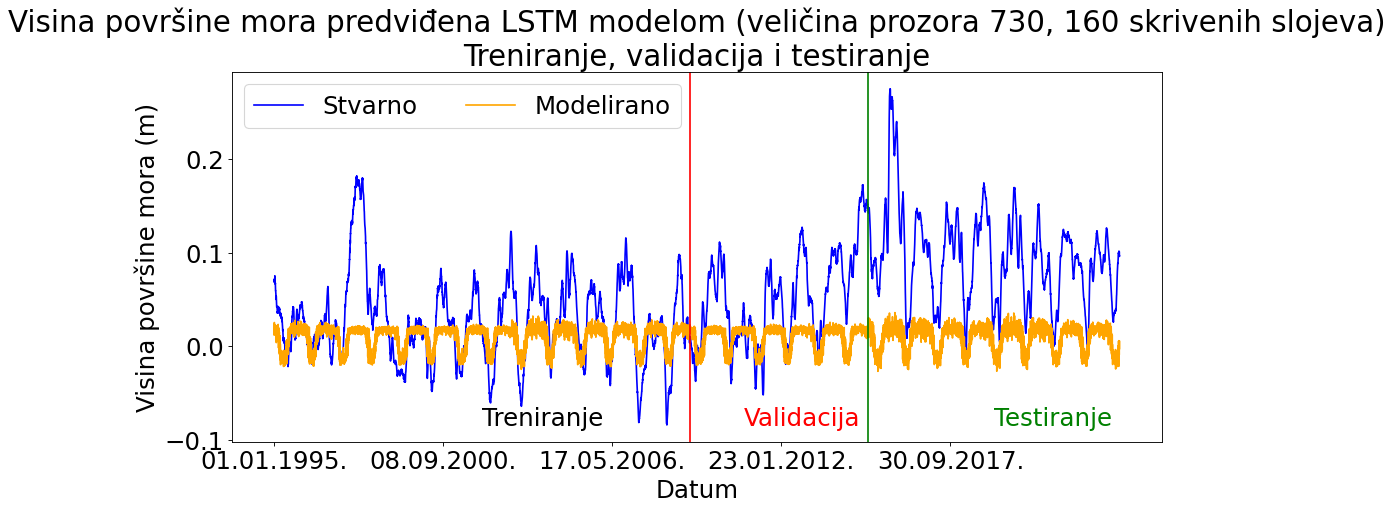 Visina površine mora predviđena LSTM modelom (veličina prozora 730, 160 skrivenih slojeva)
Treniranje, validacija i testiranje
Stvarno
Modelirano
Visina površine mora (m)
0.2
0.1
0.0
−0.1
Treniranje
Validacija
Testiranje
01.01.1995.
08.09.2000.
17.05.2006.
23.01.2012.
30.09.2017.
Datum